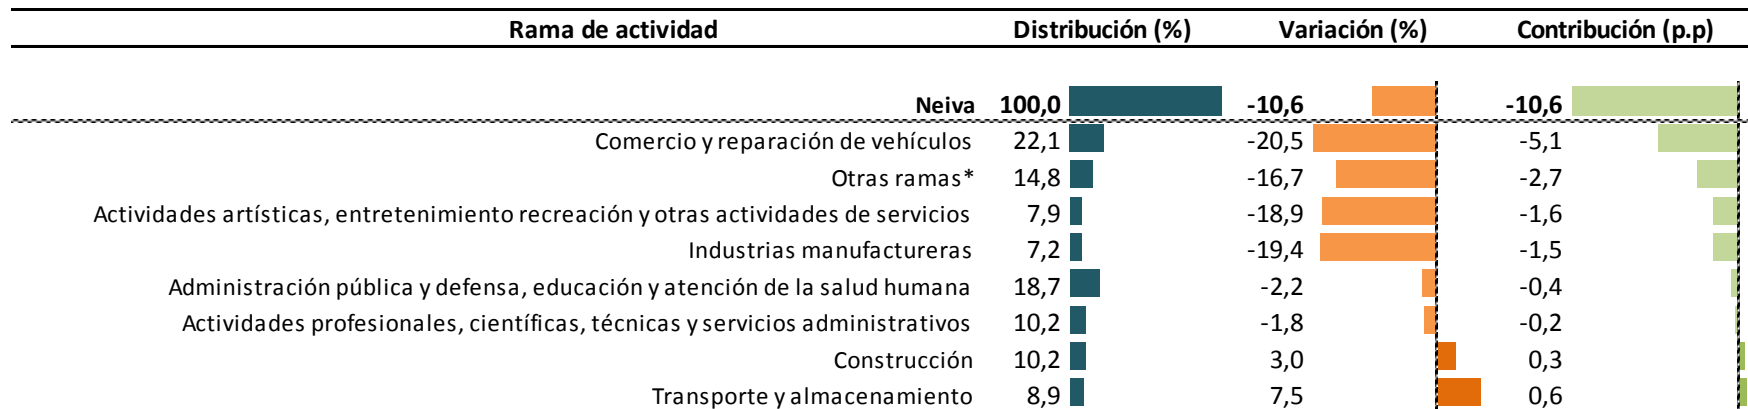 Rama de actividad Distribución (%) Variación (%) Contribución (p.p)
Neiva 100,0 -10,6 -10,6
Comercio y reparación de vehículos 22,1 -20,5 -5,1
Otras ramas* 14,8 -16,7 -2,7
Actividades artísticas, entretenimiento recreación y otras actividades de servicios 7,9 -18,9 -1,6
Industrias manufactureras 7,2 -19,4 -1,5
Administración pública y defensa, educación y atención de la salud humana 18,7 -2,2 -0,4
Actividades profesionales, científicas, técnicas y servicios administrativos 10,2 -1,8 -0,2
Construcción 10,2 3,0 0,3
Transporte y almacenamiento 8,9 7,5 0,6